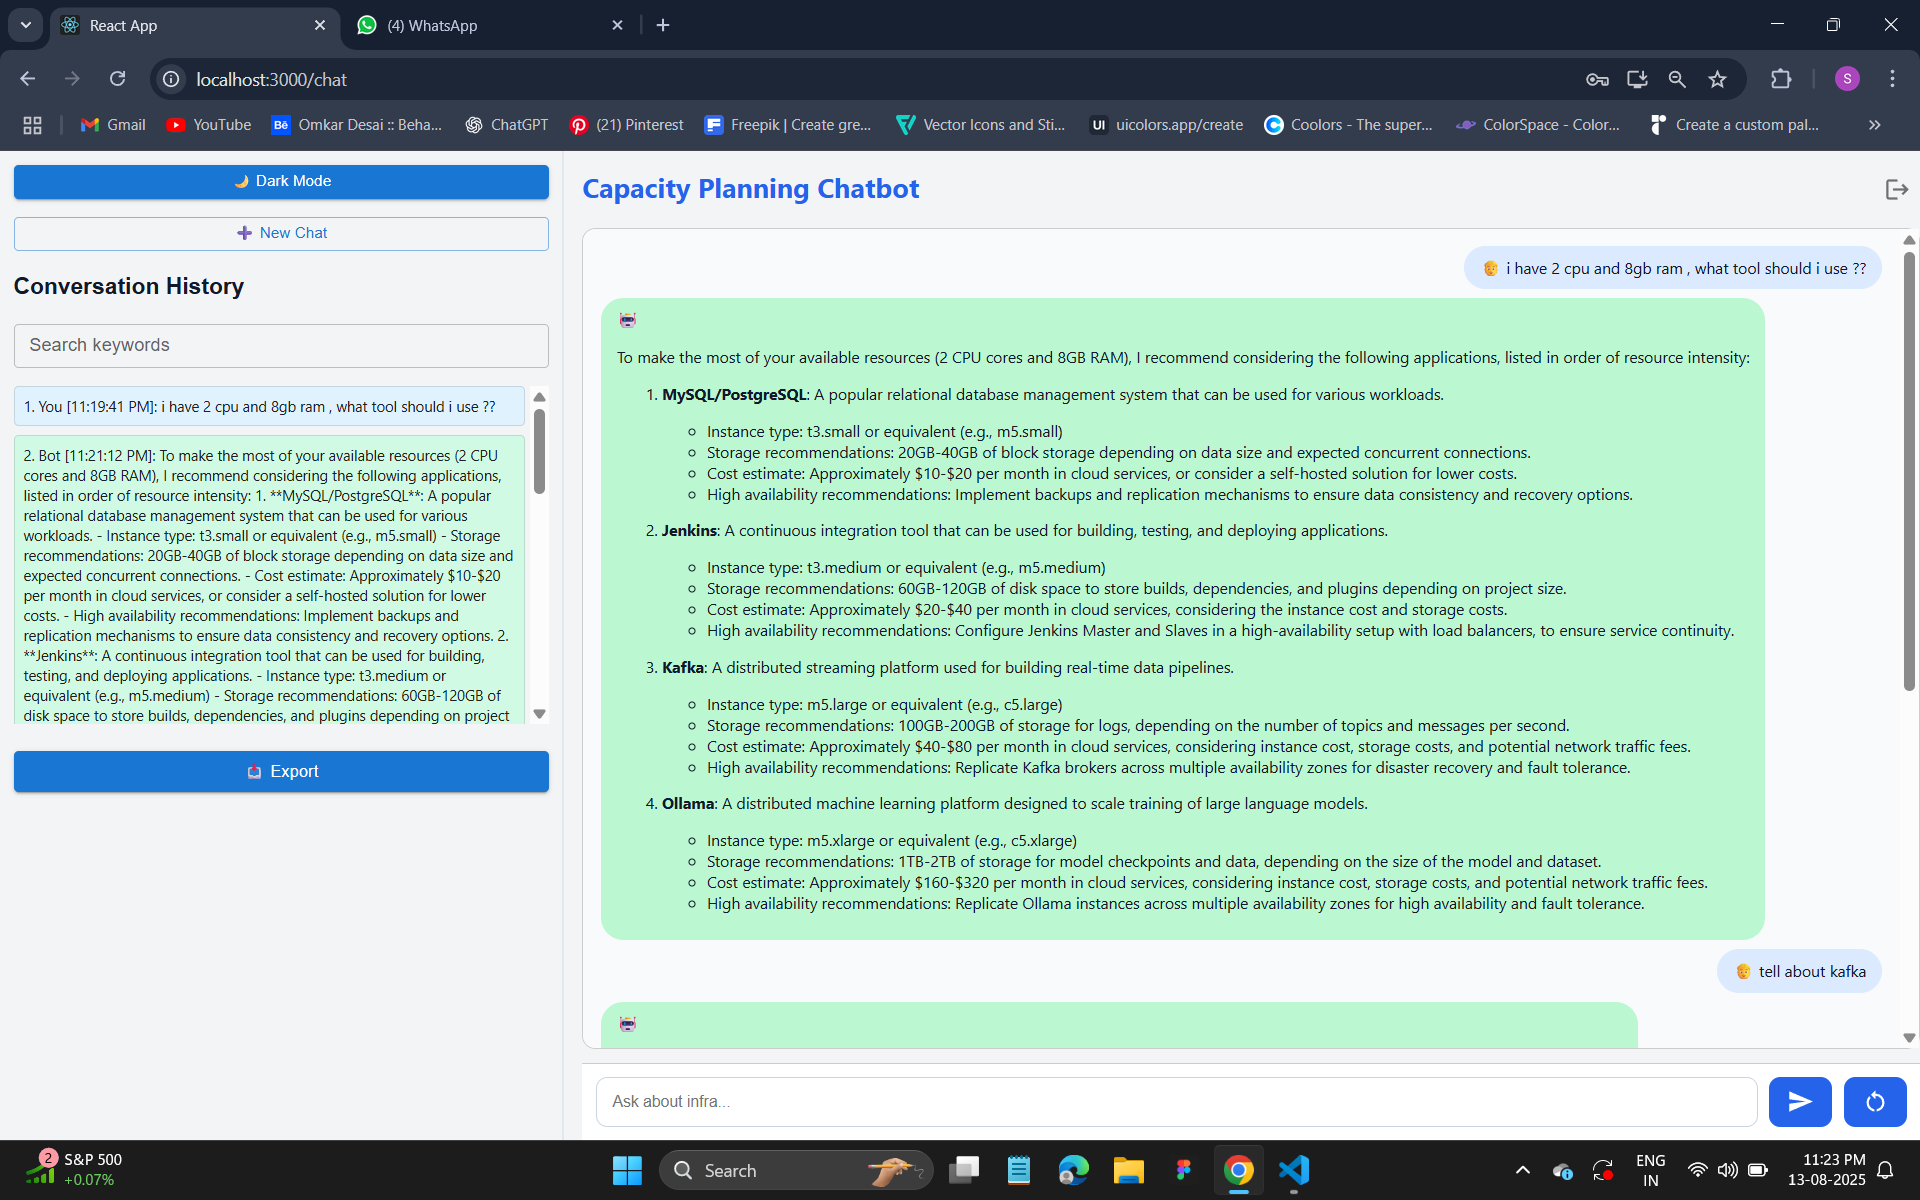 React App
(4) WhatsApp
localhost:3000/chat
S
Gmail
YouTube
Bē Omkar Desai :: Beha...
ChatGPT
(21) Pinterest
Freepik | Create gre...
Vector Icons and Sti...
UI uicolors.app/create
Coolors - The super...
ColorSpace - Color...
Create a custom pal...
»
Dark Mode
New Chat
Conversation History
Search keywords
1. You [11:19:41 PM]: i have 2 cpu and 8gb ram , what tool should i use ??
2. Bot [11:21:12 PM]: To make the most of your available resources (2 CPU
cores and 8GB RAM), I recommend considering the following applications,
listed in order of resource intensity: 1. **MySQL/PostgreSQL**: A popular
relational database management system that can be used for various
workloads. - Instance type: t3.small or equivalent (e.g., m5.small) - Storage
recommendations: 20GB-40GB of block storage depending on data size and
expected concurrent connections. - Cost estimate: Approximately $10-$20
per month in cloud services, or consider a self-hosted solution for lower
costs. - High availability recommendations: Implement backups and
replication mechanisms to ensure data consistency and recovery options. 2.
**Jenkins**: A continuous integration tool that can be used for building,
testing, and deploying applications. - Instance type: t3.medium or
equivalent (e.g., m5.medium) - Storage recommendations: 60GB-120GB of
disk space to store builds, dependencies, and plugins depending on project
Export
Capacity Planning Chatbot
i have 2 cpu and 8gb ram , what tool should i use ??
To make the most of your available resources (2 CPU cores and 8GB RAM), I recommend considering the following applications, listed in order of resource intensity:
1. MySQL/PostgreSQL: A popular relational database management system that can be used for various workloads.
Instance type: t3.small or equivalent (e.g., m5.small)
Storage recommendations: 20GB-40GB of block storage depending on data size and expected concurrent connections.
Cost estimate: Approximately $10-$20 per month in cloud services, or consider a self-hosted solution for lower costs.
High availability recommendations: Implement backups and replication mechanisms to ensure data consistency and recovery options.
2. Jenkins: A continuous integration tool that can be used for building, testing, and deploying applications.
Instance type: t3.medium or equivalent (e.g., m5.medium)
Storage recommendations: 60GB-120GB of disk space to store builds, dependencies, and plugins depending on project size.
Cost estimate: Approximately $20-$40 per month in cloud services, considering the instance cost and storage costs.
High availability recommendations: Configure Jenkins Master and Slaves in a high-availability setup with load balancers, to ensure service continuity.
3. Kafka: A distributed streaming platform used for building real-time data pipelines.
Instance type: m5.large or equivalent (e.g., c5.large)
Storage recommendations: 100GB-200GB of storage for logs, depending on the number of topics and messages per second.
Cost estimate: Approximately $40-$80 per month in cloud services, considering instance cost, storage costs, and potential network traffic fees.
High availability recommendations: Replicate Kafka brokers across multiple availability zones for disaster recovery and fault tolerance.
4. Ollama: A distributed machine learning platform designed to scale training of large language models.
Instance type: m5.xlarge or equivalent (e.g., c5.xlarge)
Storage recommendations: 1TB-2TB of storage for model checkpoints and data, depending on the size of the model and dataset.
Cost estimate: Approximately $160-$320 per month in cloud services, considering instance cost, storage costs, and potential network traffic fees.
High availability recommendations: Replicate Ollama instances across multiple availability zones for high availability and fault tolerance.
tell about kafka
Ask about infra...
2
S&P 500
+0.07%
Search
ENG
IN
11:23 PM
13-08-2025